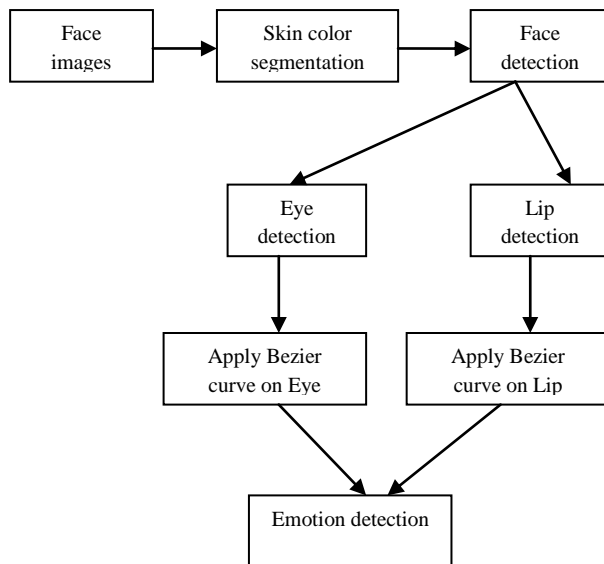 Face
images
Skin color
segmentation
Face
detection
Eye
detection
Lip
detection
Apply Bezier
curve on Eye
Apply Bezier
curve on Lip
Emotion detection